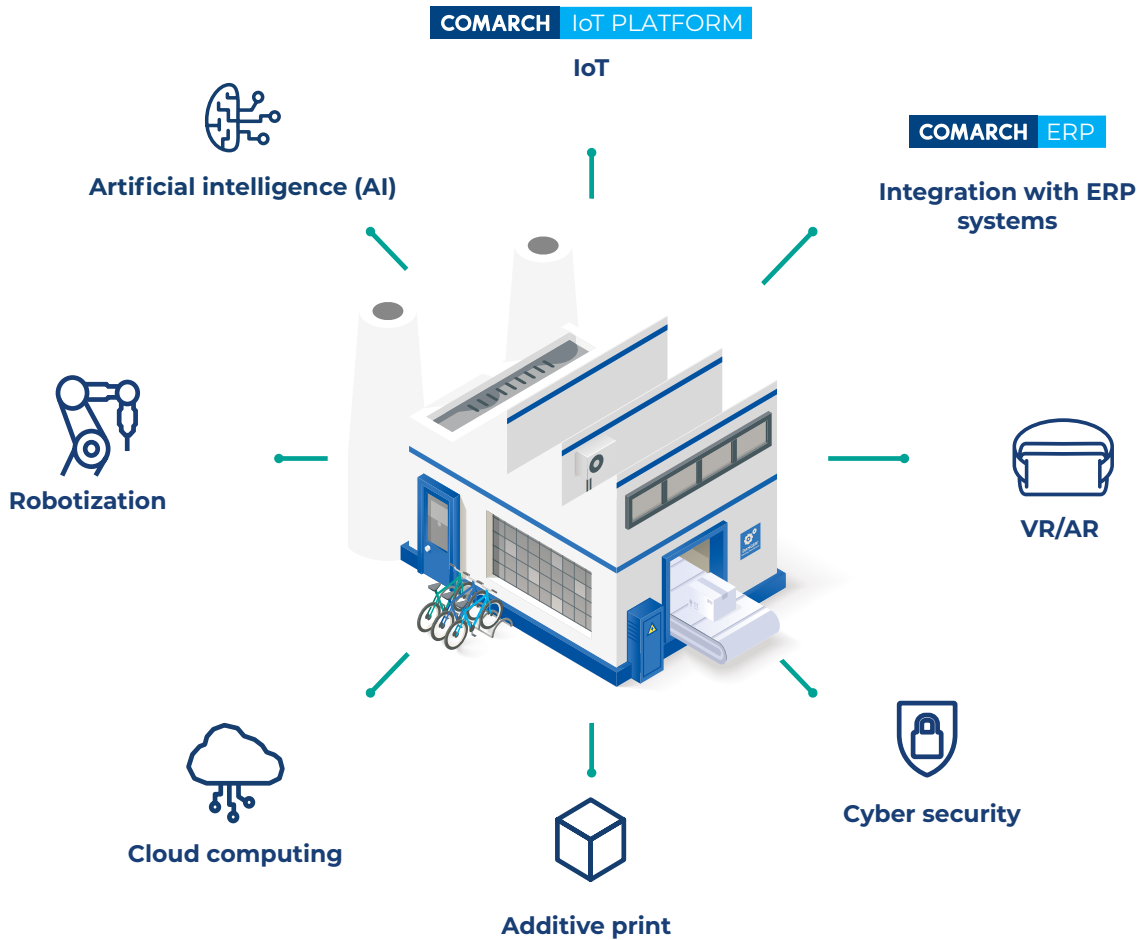 COMARCH IoT PLATFORM
IoT
COMARCH ERP
Artificial intelligence (AI)
Integration with ERP
systems
Robotization
VR/AR
Cyber security
Cloud computing
Additive print